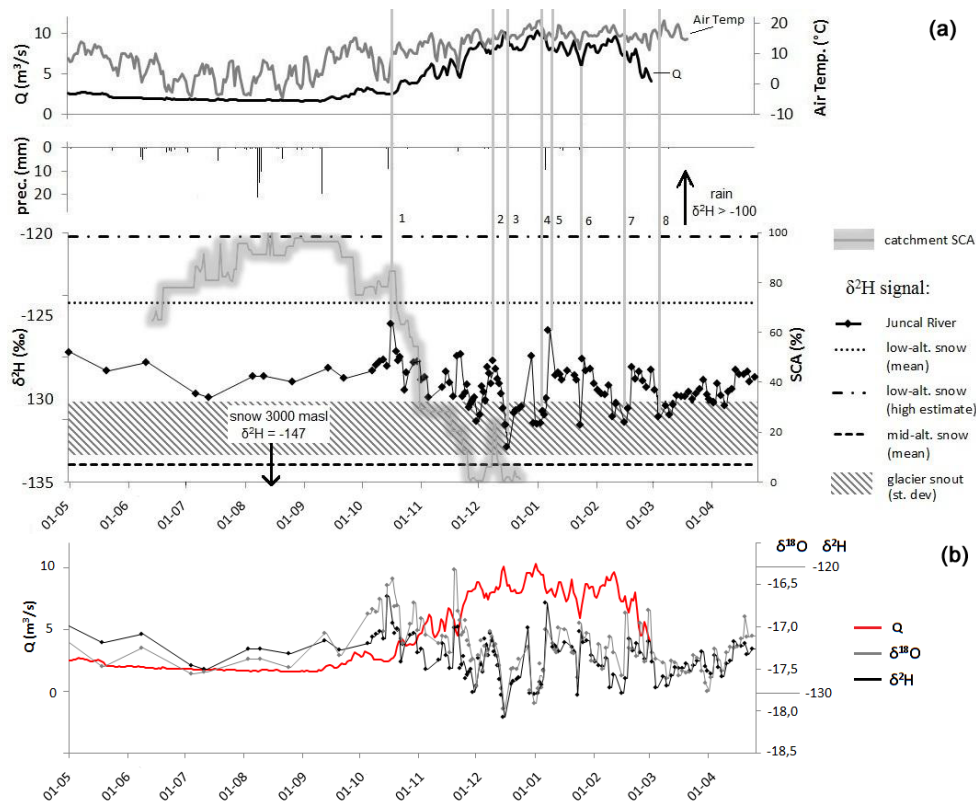 (a)
Q (m³/s)
10
5
0
Air Temp
Q
20
10
0
-10
Air Temp. (°C)
prec. (mm)
0
10
20
rain
δ²H > -100
1
2
3
4
5
6
7
8
δ²H (‰)
-120
-125
-130
-135
snow 3000 masl
δ²H = -147
100
80
60
40
20
0
SCA (%)
01-05
01-06
01-07
01-08
01-09
01-10
01-11
01-12
01-01
01-02
01-03
01-04
catchment SCA
δ²H signal:
Juncal River
low-alt. snow
(mean)
low-alt. snow
(high estimate)
mid-alt. snow
(mean)
glacier snout
(st. dev)
(b)
Q (m³/s)
10
5
0
δ¹⁸O δ²H
-16,5
-17,0
-17,5
-18,0
-18,5
-120
-130
01-05
01-06
01-07
01-08
01-09
01-10
01-11
01-12
01-01
01-02
01-03
01-04
Q
δ¹⁸O
δ²H